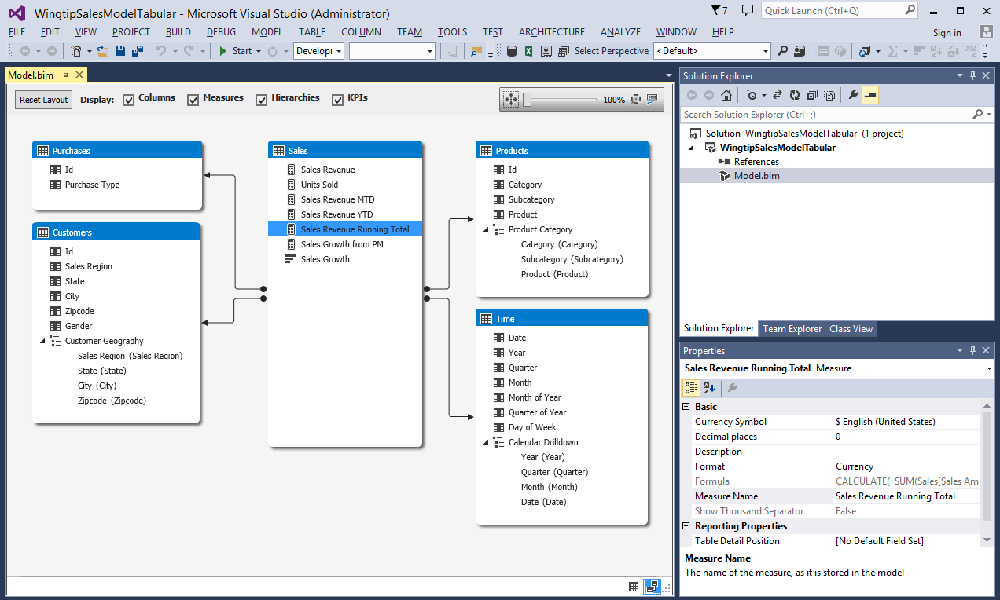 WingtipSalesModelTabular - Microsoft Visual Studio (Administrator)
7
Quick Launch (Ctrl+Q)
FILE EDIT VIEW PROJECT BUILD DEBUG MODEL TABLE COLUMN TEAM TOOLS TEST ARCHITECTURE ANALYZE WINDOW HELP
Sign in
Start
Developı
Select Perspective
<Default>
Model.bim
Reset Layout
Display:
Columns
Measures
Hierarchies
KPIs
100%
Purchases
Id
Purchase Type
Customers
Id
Sales Region
State
City
Zipcode
Gender
Customer Geography
Sales Region (Sales Region)
State (State)
City (City)
Zipcode (Zipcode)
Sales
Sales Revenue
Units Sold
Sales Revenue MTD
Sales Revenue YTD
Sales Revenue Running Total
Sales Growth from PM
Sales Growth
Products
Id
Category
Subcategory
Product
Product Category
Category (Category)
Subcategory (Subcategory)
Product (Product)
Time
Date
Year
Quarter
Month
Month of Year
Quarter of Year
Day of Week
Calendar Drilldown
Year (Year)
Quarter (Quarter)
Month (Month)
Date (Date)
Solution Explorer
Search Solution Explorer (Ctrl+;)
Solution 'WingtipSalesModelTabular' (1 project)
WingtipSalesModelTabular
References
Model.bim
Solution Explorer Team Explorer Class View
Properties
Sales Revenue Running Total Measure
Basic
Currency Symbol $ English (United States)
Decimal places 0
Description
Format Currency
Formula CALCULATE( SUM(Sales[Sales Am
Measure Name Sales Revenue Running Total
Show Thousand Separator False
Reporting Properties
Table Detail Position [No Default Field Set]
Measure Name
The name of the measure, as it is stored in the model